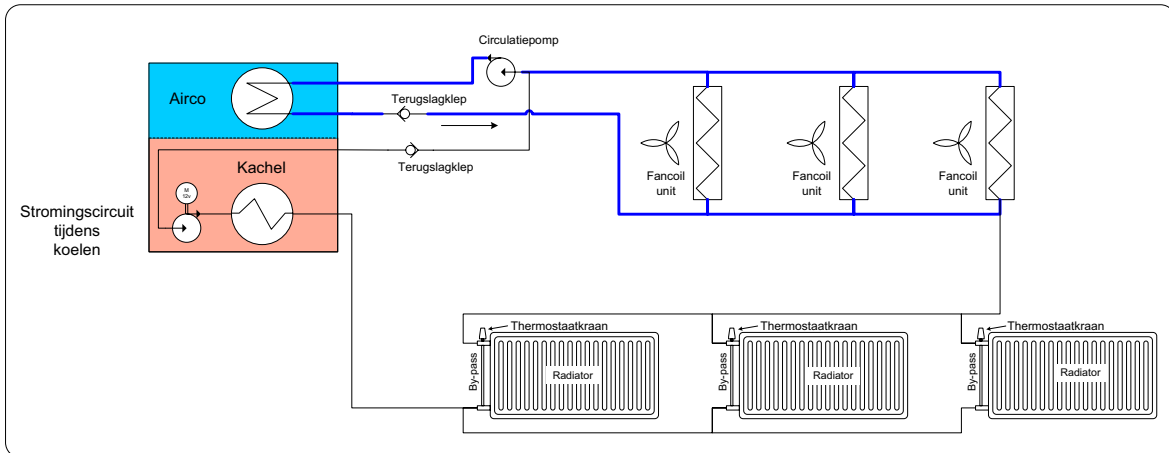 Circulatiepomp
Airco
Terugslagklep
Terugslagklep
Kachel
M
12v
Stromingscircuit
tijdens
koelen
Fancoil
unit
Fancoil
unit
Fancoil
unit
Thermostaatkraan
Thermostaatkraan
Thermostaatkraan
By-pass
Radiator
By-pass
Radiator
By-pass
Radiator